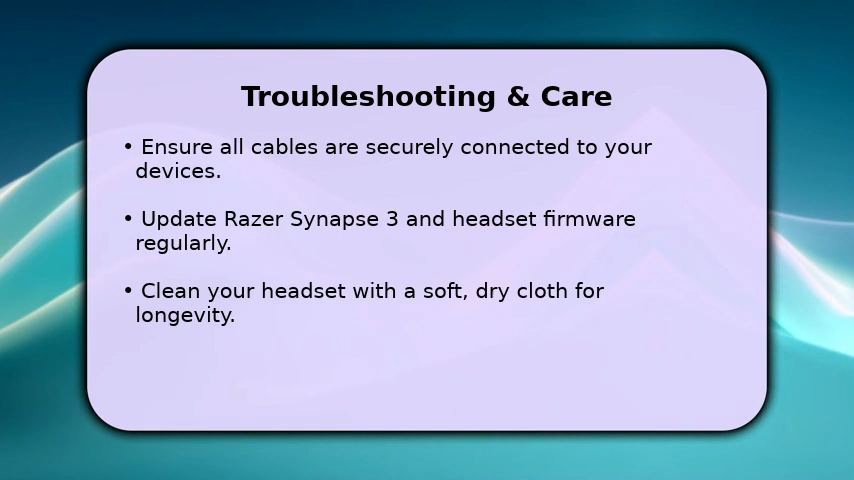 Troubleshooting & Care
• Ensure all cables are securely connected to your
devices.
• Update Razer Synapse 3 and headset firmware
regularly.
• Clean your headset with a soft, dry cloth for
longevity.